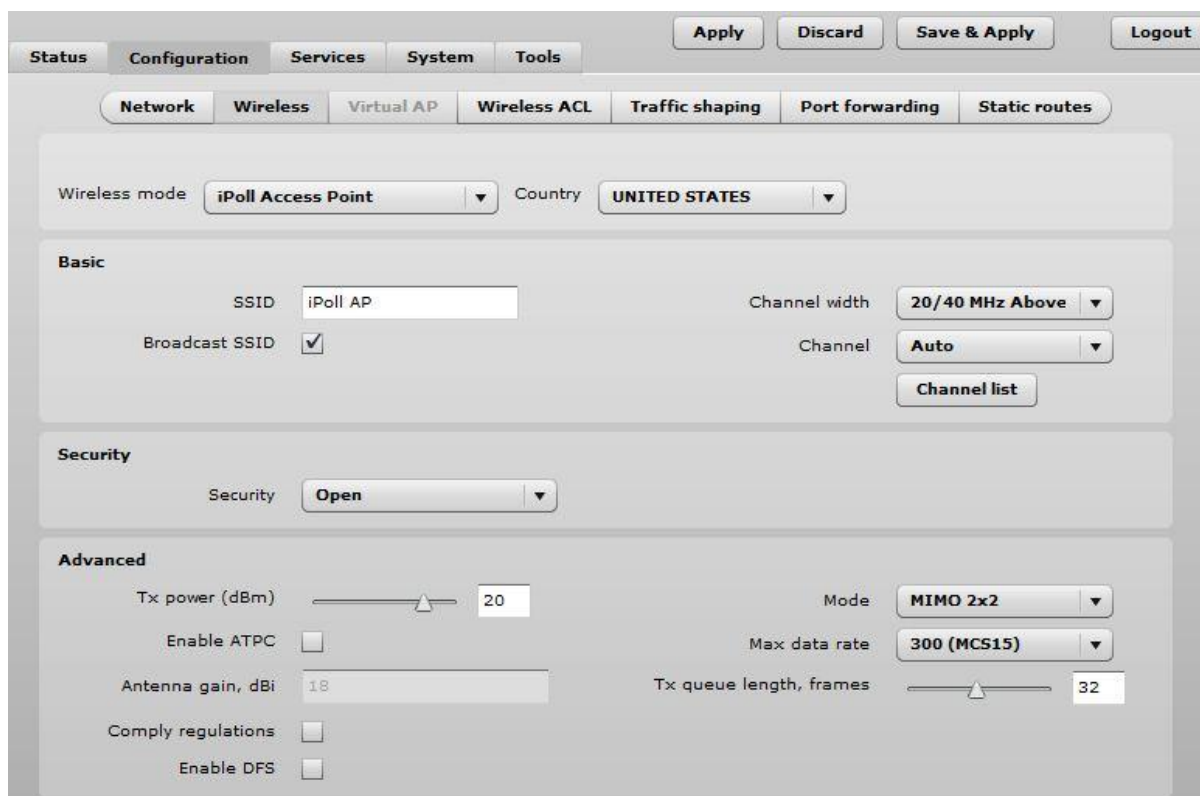 Apply Discard Save & Apply Logout
Status Configuration Services System Tools
Network Wireless Virtual AP Wireless ACL Traffic shaping Port forwarding Static routes
Wireless mode iPoll Access Point Country UNITED STATES
Basic
SSID iPoll AP Channel width 20/40 MHz Above
Broadcast SSID Channel Auto
Channel list
Security
Security Open
Advanced
Tx power (dBm) 20 Mode MIMO 2x2
Enable ATPC Max data rate 300 (MCS15)
Antenna gain, dBi 18 Tx queue length, frames 32
Comply regulations
Enable DFS